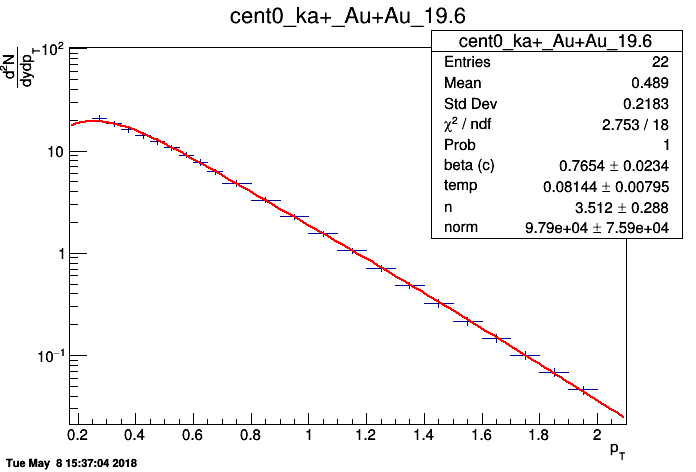 cent0_ka+_Au+Au_19.6
d²N
dydp_T
cent0_ka+_Au+Au_19.6
Entries 22
Mean 0.489
Std Dev 0.2183
χ² / ndf 2.753 / 18
Prob 1
beta (c) 0.7654 ± 0.0234
temp 0.08144 ± 0.00795
n 3.512 ± 0.288
norm 9.79e+04 ± 7.59e+04
10²
10
1
10⁻¹
0.2 0.4 0.6 0.8 1 1.2 1.4 1.6 1.8 2
p_T
Tue May 8 15:37:04 2018